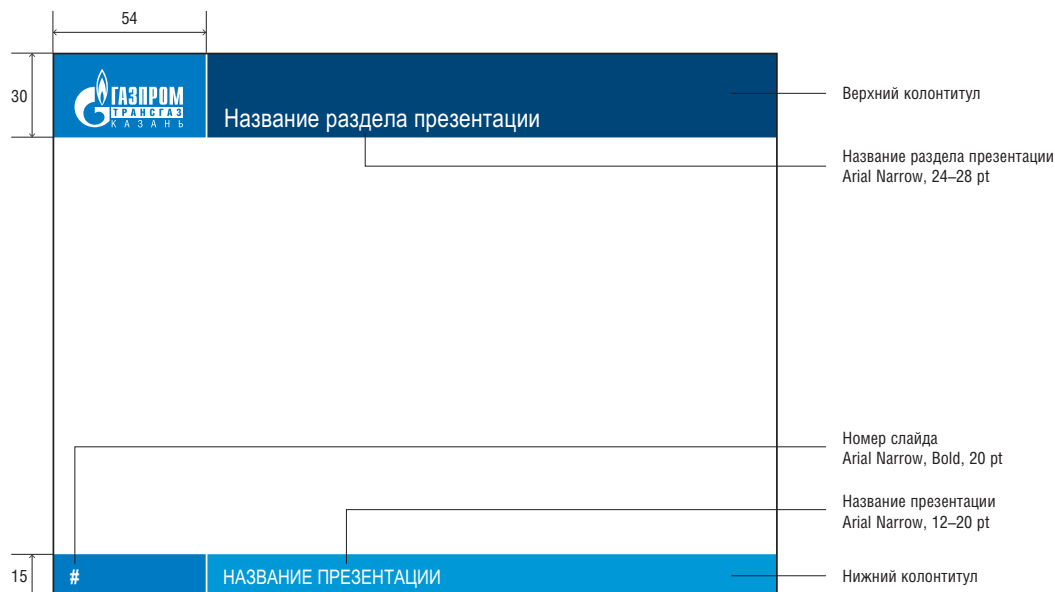 54
30
ГАЗПРОМ
ТРАНСГАЗ
КАЗАНЬ
Название раздела презентации
Верхний колонтитул
Название раздела презентации
Arial Narrow, 24–28 pt
Номер слайда
Arial Narrow, Bold, 20 pt
Название презентации
Arial Narrow, 12–20 pt
15
#
НАЗВАНИЕ ПРЕЗЕНТАЦИИ
Нижний колонтитул